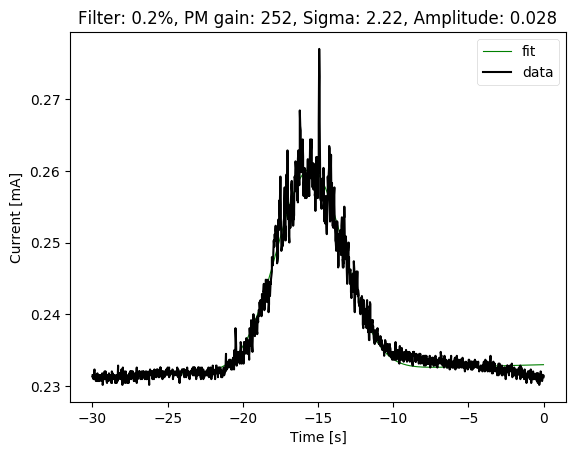 Filter: 0.2%, PM gain: 252, Sigma: 2.22, Amplitude: 0.028
fit
data
0.27
0.26
0.25
0.24
0.23
Current [mA]
−30
−25
−20
−15
−10
−5
0
Time [s]